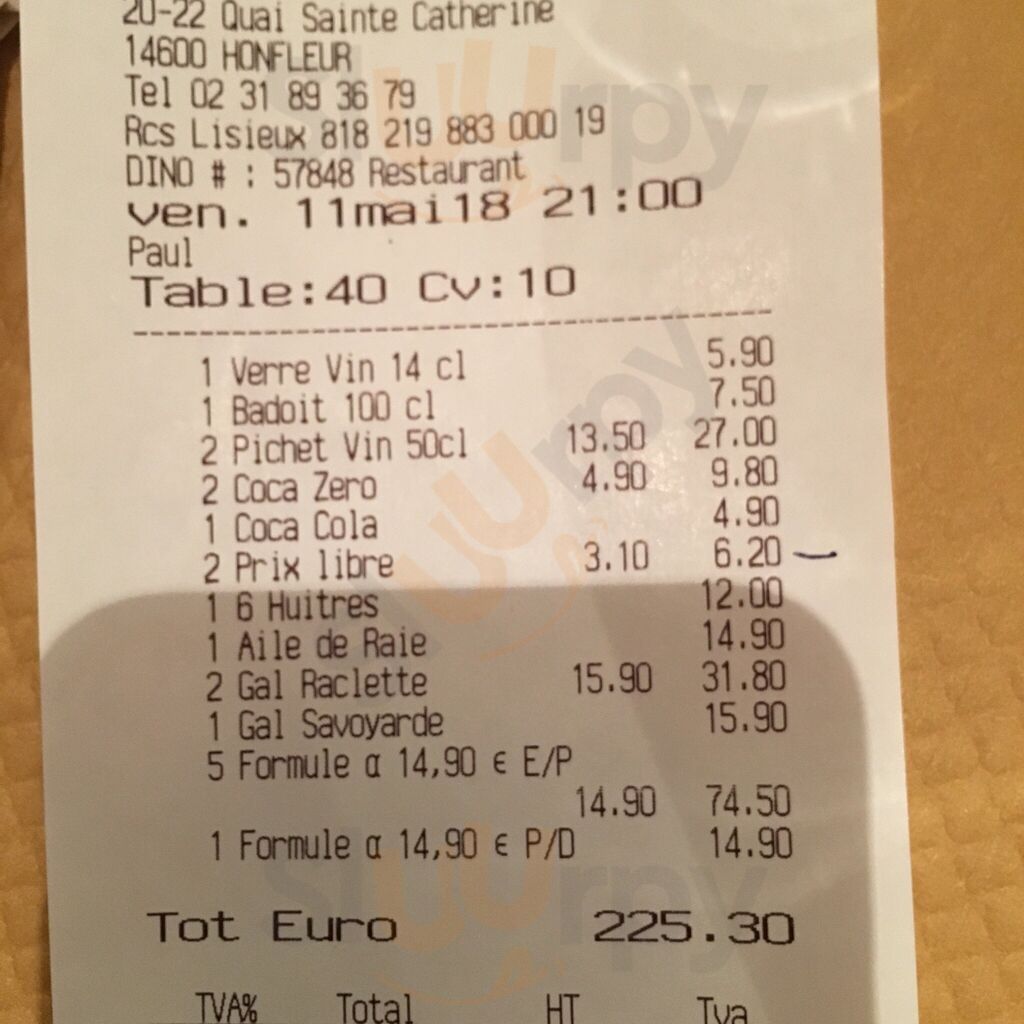 20-22 Quai Sainte Catherine
14600 HONFLEUR
Tel 02 31 89 36 79
Rcs Lisieux 818 219 883 000 19
DINO # : 57848 Restaurant
ven. 11mai18 21:00
Paul
Table:40 Cv:10
1 Verre Vin 14 cl 5.90
1 Badoit 100 cl 7.50
2 Pichet Vin 50cl 13.50 27.00
2 Coca Zero 4.90 9.80
1 Coca Cola 4.90
2 Prix libre 3.10 6.20
1 6 Huitres 12.00
1 Aile de Raie 14.90
2 Gal Raclette 15.90 31.80
1 Gal Savoyarde 15.90
5 Formule α 14,90 € E/P
14.90 74.50
1 Formule α 14,90 € P/D 14.90
Tot Euro 225.30
TVA% Total HT Tva